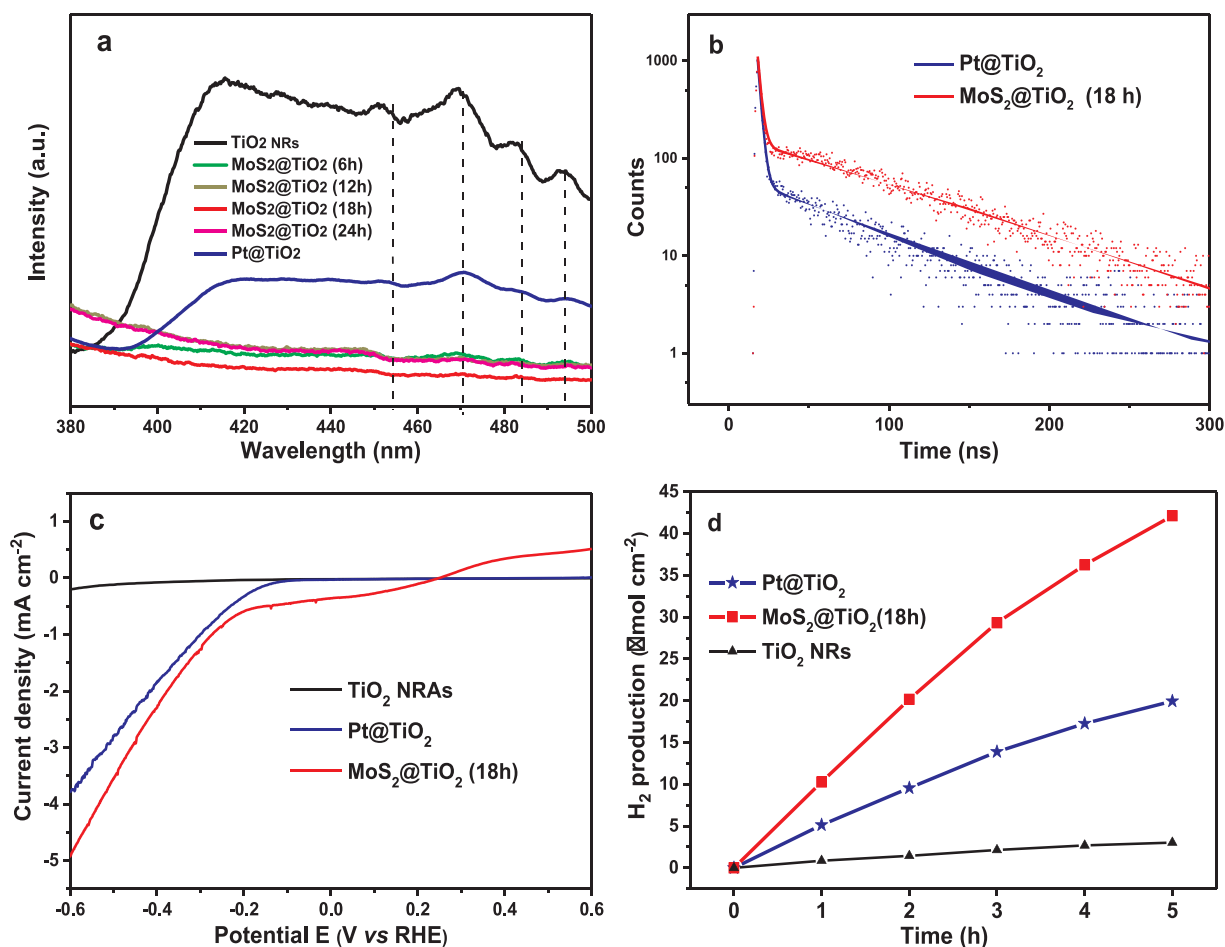 a
Intensity (a.u.)
TiO2 NRs
MoS2@TiO2 (6h)
MoS2@TiO2 (12h)
MoS2@TiO2 (18h)
MoS2@TiO2 (24h)
Pt@TiO2
380 400 420 440 460 480 500
Wavelength (nm)
b
Counts
1000
100
10
1
Pt@TiO₂
MoS₂@TiO₂ (18 h)
0 100 200 300
Time (ns)
c
Current density (mA cm⁻²)
1
0
-1
-2
-3
-4
-5
TiO₂ NRAs
Pt@TiO₂
MoS₂@TiO₂ (18h)
-0.6 -0.4 -0.2 0.0 0.2 0.4 0.6
Potential E (V vs RHE)
d
H₂ production (□mol cm⁻²)
45
40
35
30
25
20
15
10
5
0
Pt@TiO₂
MoS₂@TiO₂(18h)
TiO₂ NRs
0 1 2 3 4 5
Time (h)